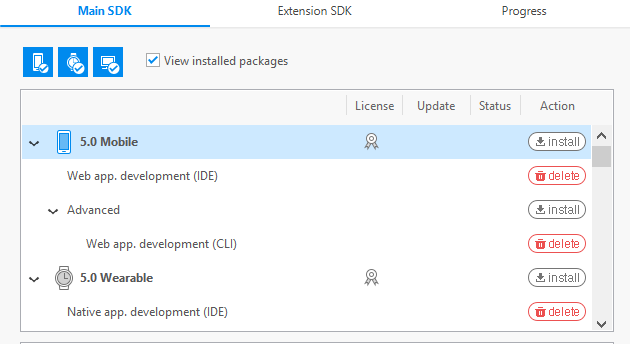 Main SDK Extension SDK Progress
View installed packages
License Update Status Action
5.0 Mobile install
Web app. development (IDE) delete
Advanced install
Web app. development (CLI) delete
5.0 Wearable install
Native app. development (IDE) delete